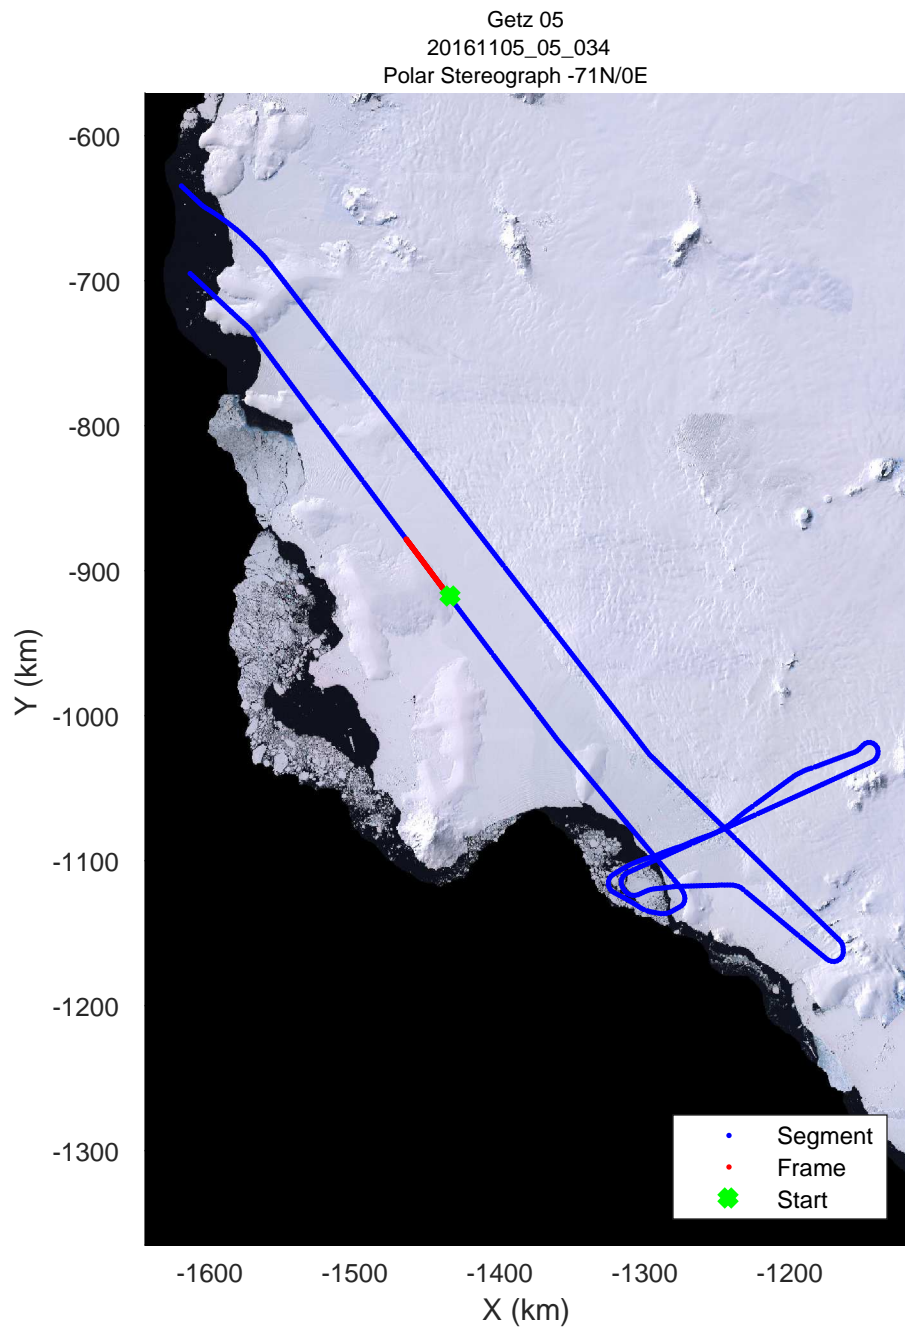 Getz 05
20161105_05_034
Polar Stereograph -71N/0E
-600
-700
-800
-900
-1000
-1100
-1200
-1300
Y (km)
-1600 -1500 -1400 -1300 -1200
X (km)
Segment
Frame
Start